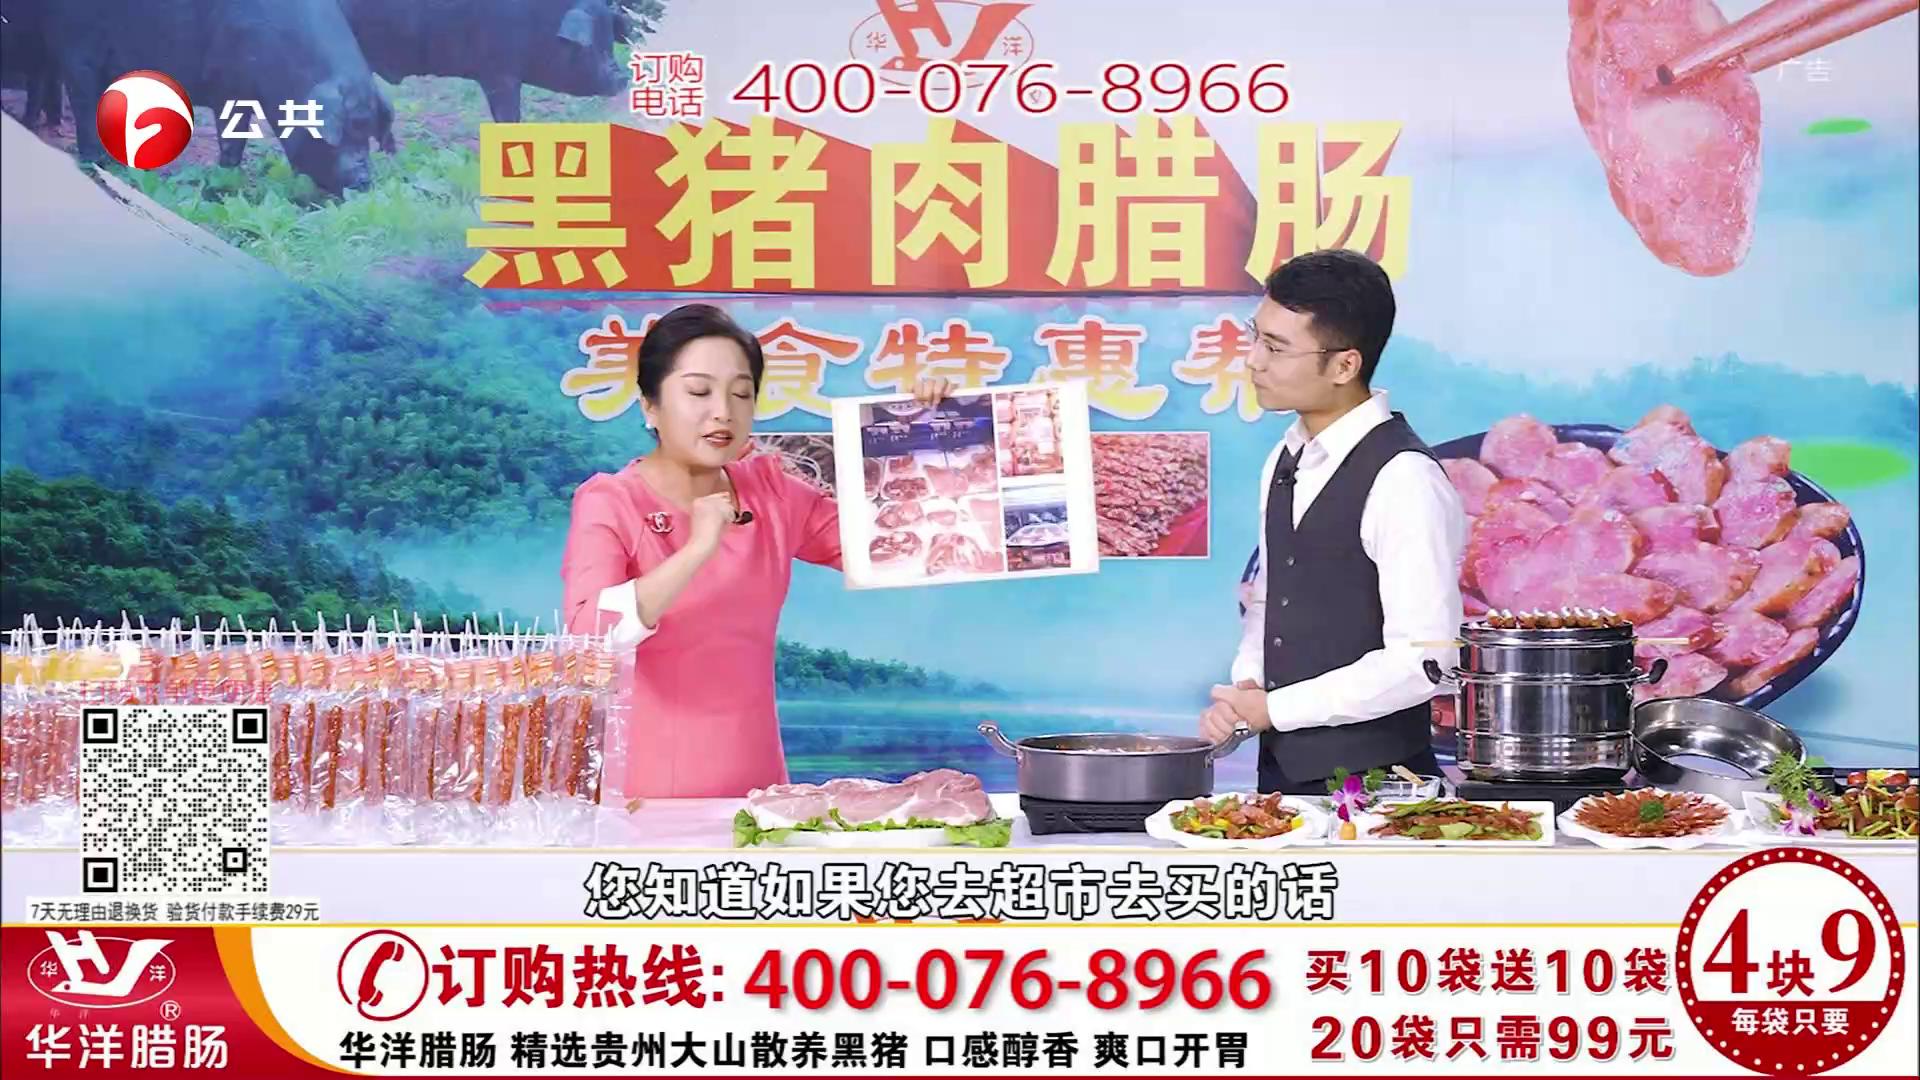 华洋
订购电话 400-076-8966
广告
公共
黑猪肉腊肠
美食特惠
您知道如果您去超市去买的话
7天无理由退换货 验货付款手续费29元
华洋
华洋腊肠
订购热线:400-076-8966
华洋腊肠 精选贵州大山散养黑猪 口感醇香 爽口开胃
买10袋送10袋
20袋只需99元
4块9
每袋只要